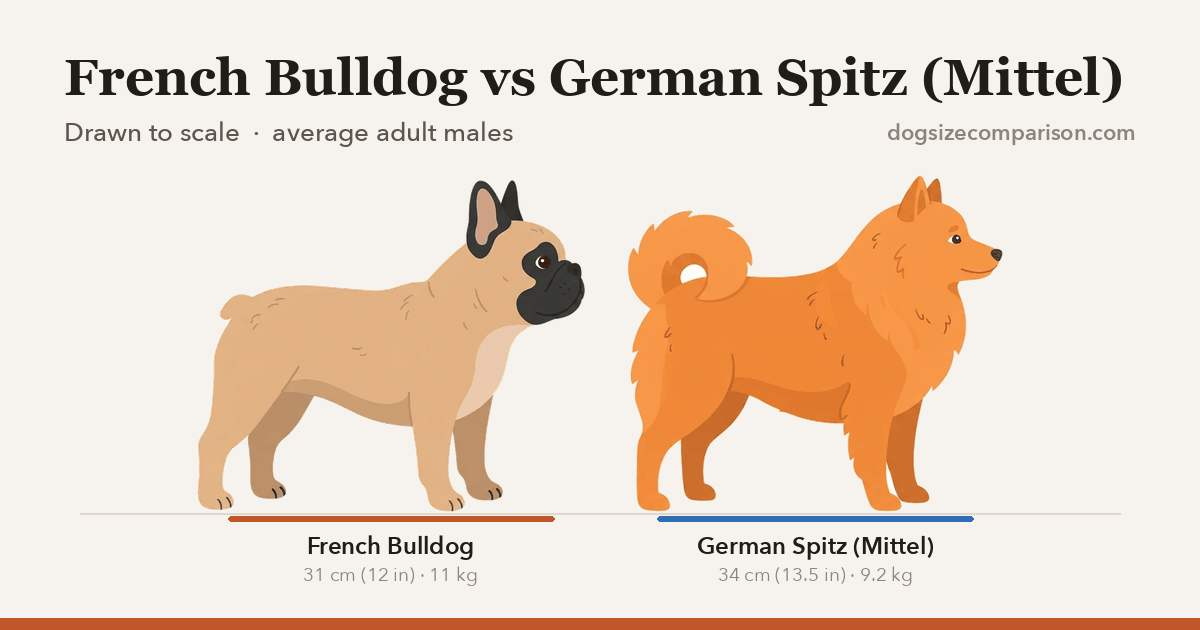 French Bulldog vs German Spitz (Mittel)
Drawn to scale · average adult males
dogsizecomparison.com
French Bulldog
31 cm (12 in) · 11 kg
German Spitz (Mittel)
34 cm (13.5 in) · 9.2 kg